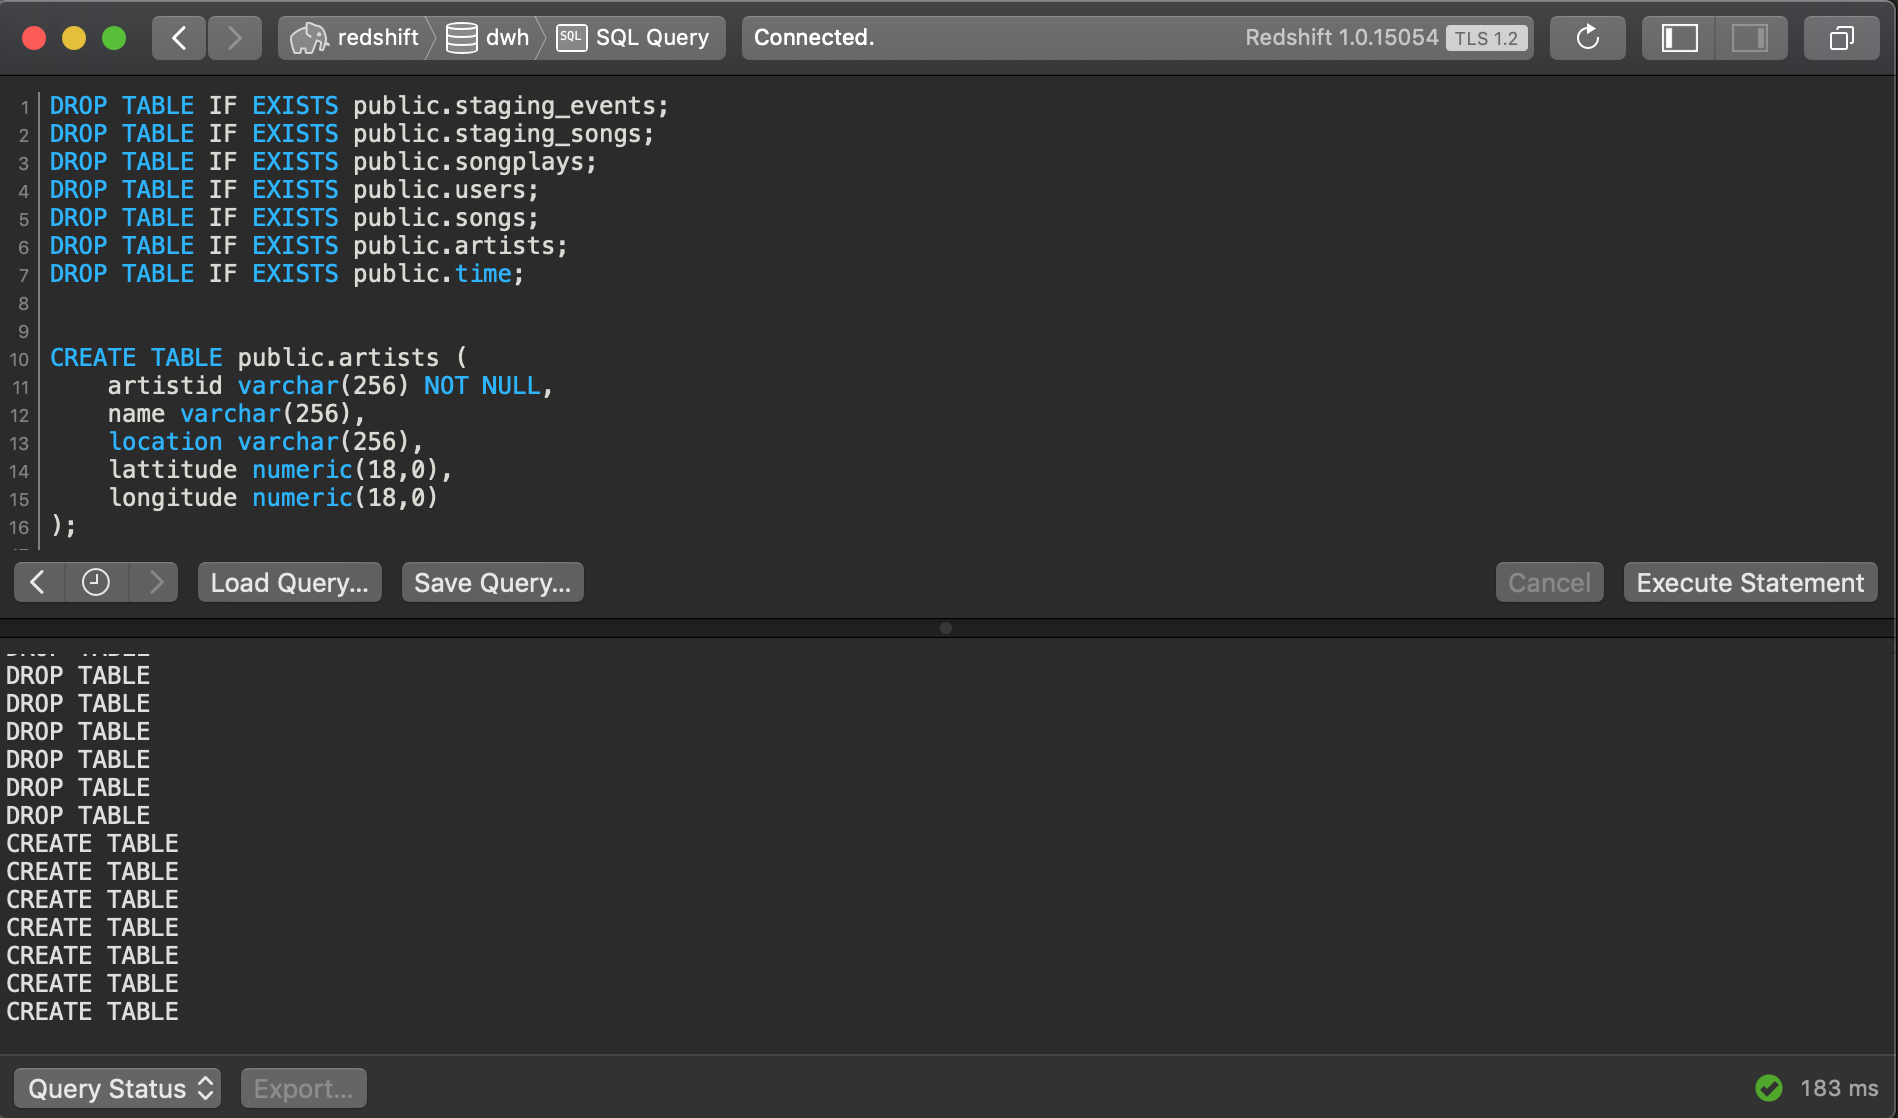 redshift dwh SQL SQL Query Connected. Redshift 1.0.15054 TLS 1.2
1 DROP TABLE IF EXISTS public.staging_events;
2 DROP TABLE IF EXISTS public.staging_songs;
3 DROP TABLE IF EXISTS public.songplays;
4 DROP TABLE IF EXISTS public.users;
5 DROP TABLE IF EXISTS public.songs;
6 DROP TABLE IF EXISTS public.artists;
7 DROP TABLE IF EXISTS public.time;
8
9
10 CREATE TABLE public.artists (
11 artistid varchar(256) NOT NULL,
12 name varchar(256),
13 location varchar(256),
14 lattitude numeric(18,0),
15 longitude numeric(18,0)
16 );
Load Query... Save Query... Cancel Execute Statement
DROP TABLE
DROP TABLE
DROP TABLE
DROP TABLE
DROP TABLE
DROP TABLE
DROP TABLE
CREATE TABLE
CREATE TABLE
CREATE TABLE
CREATE TABLE
CREATE TABLE
CREATE TABLE
CREATE TABLE
Query Status Export... 183 ms